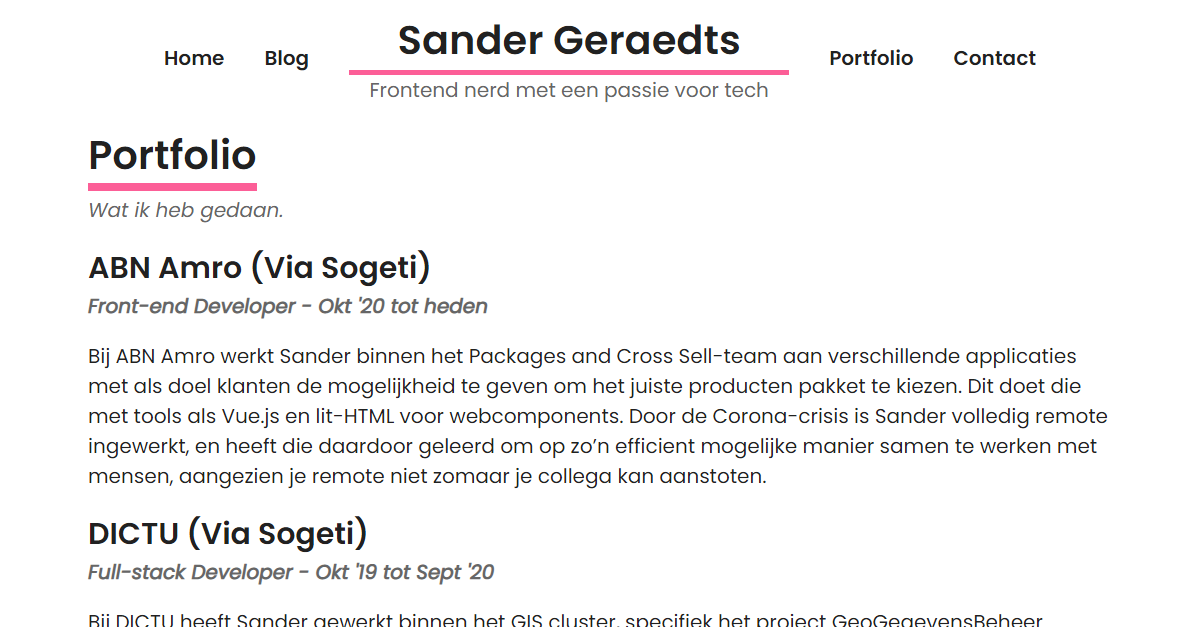 Home
Blog
Sander Geraedts
Frontend nerd met een passie voor tech
Portfolio
Contact
Portfolio
Wat ik heb gedaan.
ABN Amro (Via Sogeti)
Front-end Developer - Okt '20 tot heden
Bij ABN Amro werkt Sander binnen het Packages and Cross Sell-team aan verschillende applicaties
met als doel klanten de mogelijkheid te geven om het juiste producten pakket te kiezen. Dit doet die
met tools als Vue.js en lit-HTML voor webcomponents. Door de Corona-crisis is Sander volledig remote
ingewerkt, en heeft die daardoor geleerd om op zo’n efficient mogelijke manier samen te werken met
mensen, aangezien je remote niet zomaar je collega kan aanstoten.
DICTU (Via Sogeti)
Full-stack Developer - Okt '19 tot Sept '20
Bij DICTU heeft Sander gewerkt binnen het GIS cluster, specifiek het project GeoGegevensBeheer